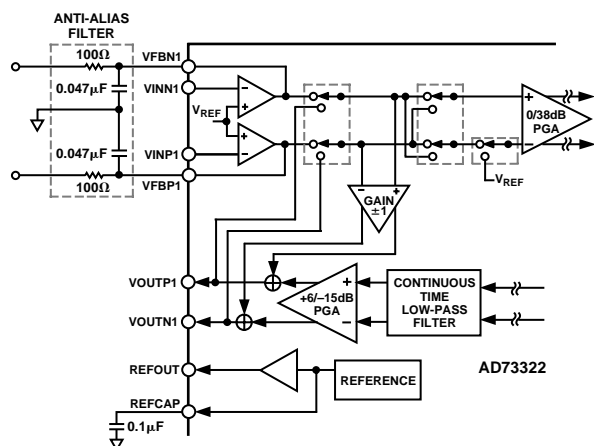 ANTI-ALIAS
FILTER
100Ω
VFBN1
0.047μF
VINN1
VREF
0/38dB
PGA
0.047μF
VINP1
100Ω
VFBP1
VREF
GAIN
±1
VOUTP1
+6/–15dB
PGA
CONTINUOUS
TIME
LOW-PASS
FILTER
VOUTN1
REFOUT
REFERENCE
AD73322
REFCAP
0.1μF